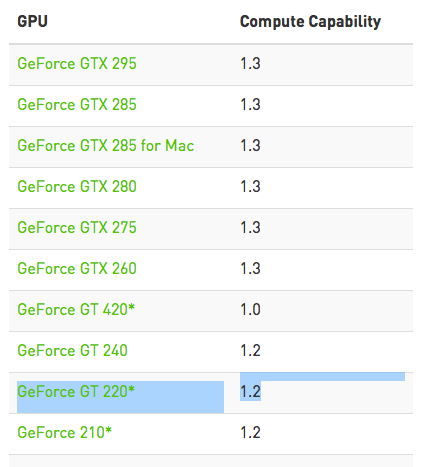 GPU Compute Capability
GeForce GTX 295 1.3
GeForce GTX 285 1.3
GeForce GTX 285 for Mac 1.3
GeForce GTX 280 1.3
GeForce GTX 275 1.3
GeForce GTX 260 1.3
GeForce GT 420* 1.0
GeForce GT 240 1.2
GeForce GT 220* 1.2
GeForce 210* 1.2